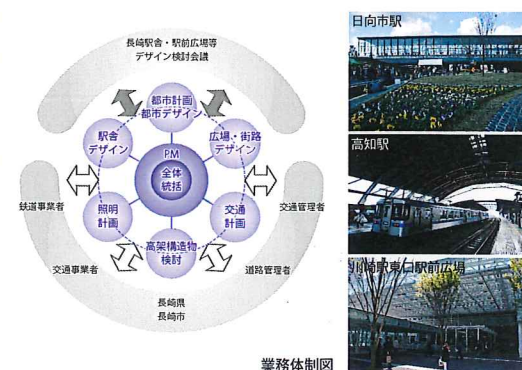 長崎駅舎・駅前広場等
デザイン検討会議
都市計画
都市デザイン
駅舎
デザイン
広場・街路
デザイン
PM
全体
統括
照明
計画
交通
計画
高架構造物
検討
鉄道事業者
交通管理者
交通事業者
道路管理者
長崎県
長崎市
業務体制図
日向市駅
高知駅
川崎駅東口駅前広場